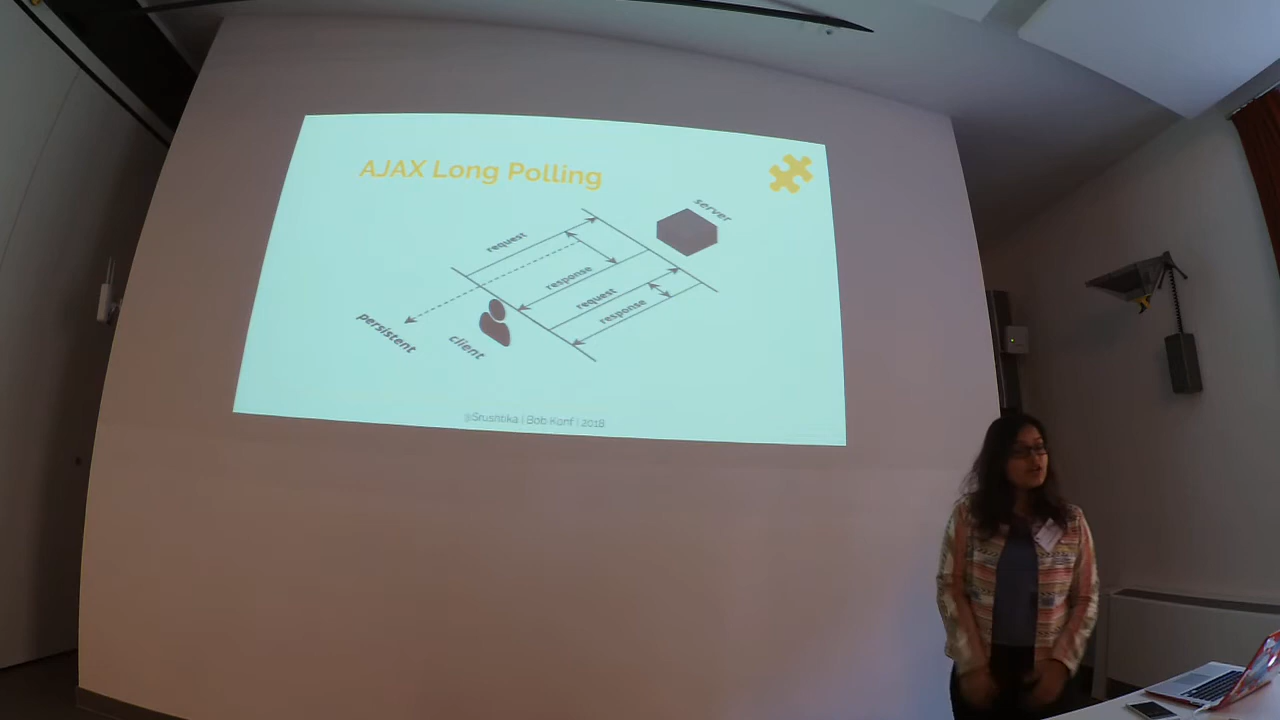 AJAX Long Polling
server
request
response
request
response
persistent
client
@Srushtika | Bob Konf | 2018